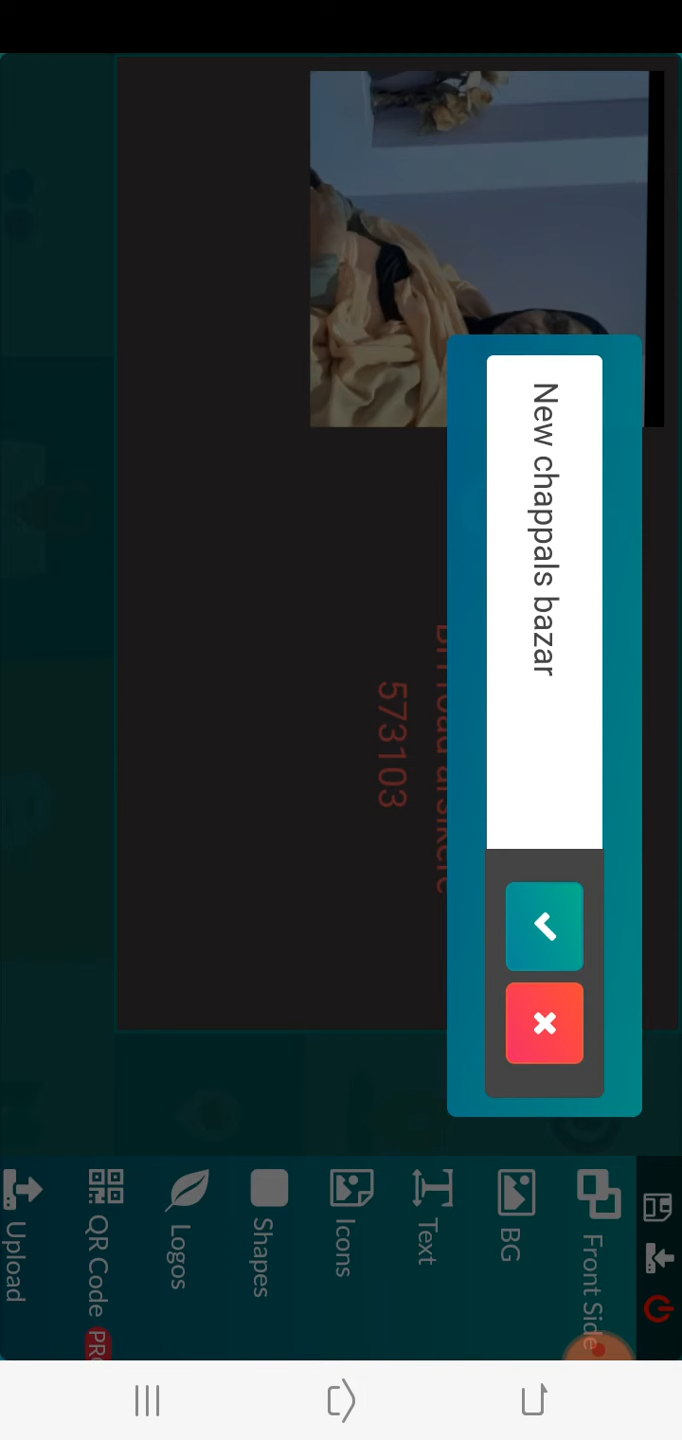 New chappals bazar
573103
Front Side
BG
Text
Icons
Shapes
Logos
QR Code
Upload